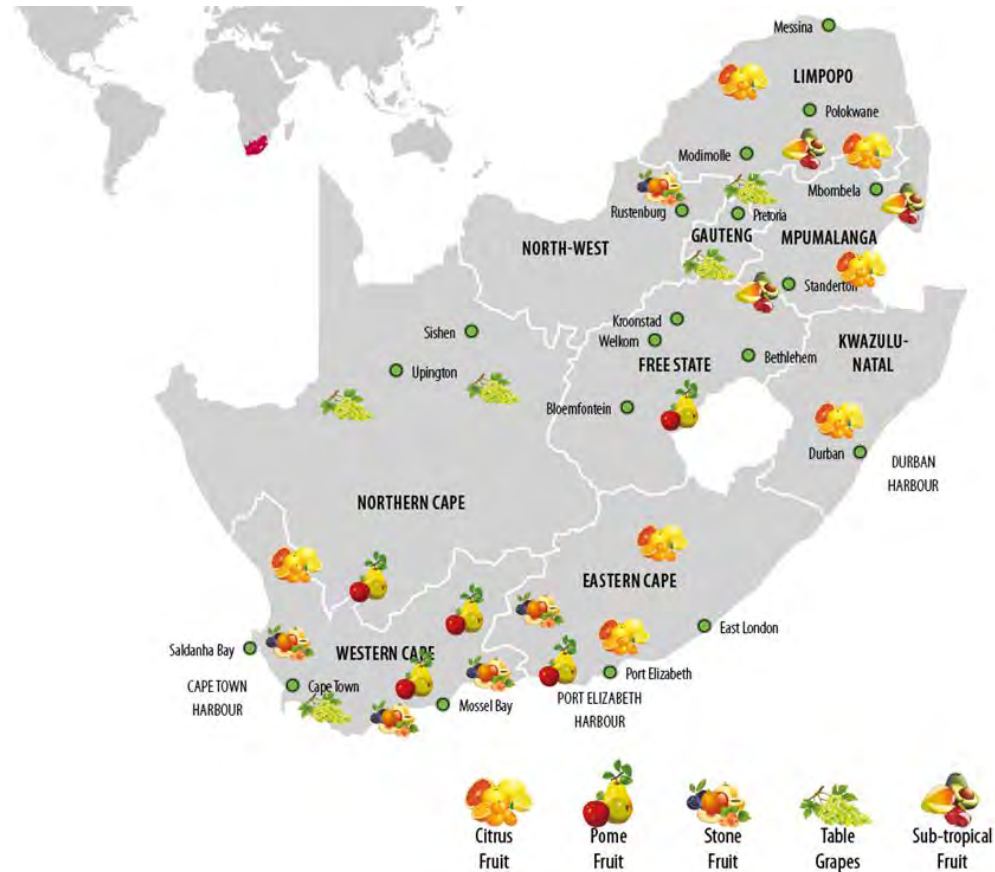 Messina
LIMPOPO
Polokwane
Modimolle
Mbombela
Rustenburg
Pretoria
GAUTENG
MPUMALANGA
NORTH-WEST
Standerton
Kroonstad
Sishen
Welkom
KWAZULU-
NATAL
Bethlehem
FREE STATE
Upington
Bloemfontein
Durban
DURBAN
HARBOUR
NORTHERN CAPE
EASTERN CAPE
East London
Saldanha Bay
WESTERN CAPE
Port Elizabeth
CAPE TOWN
HARBOUR
Cape Town
PORT ELIZABETH
HARBOUR
Mossel Bay
Citrus
Fruit
Pome
Fruit
Stone
Fruit
Table
Grapes
Sub-tropical
Fruit